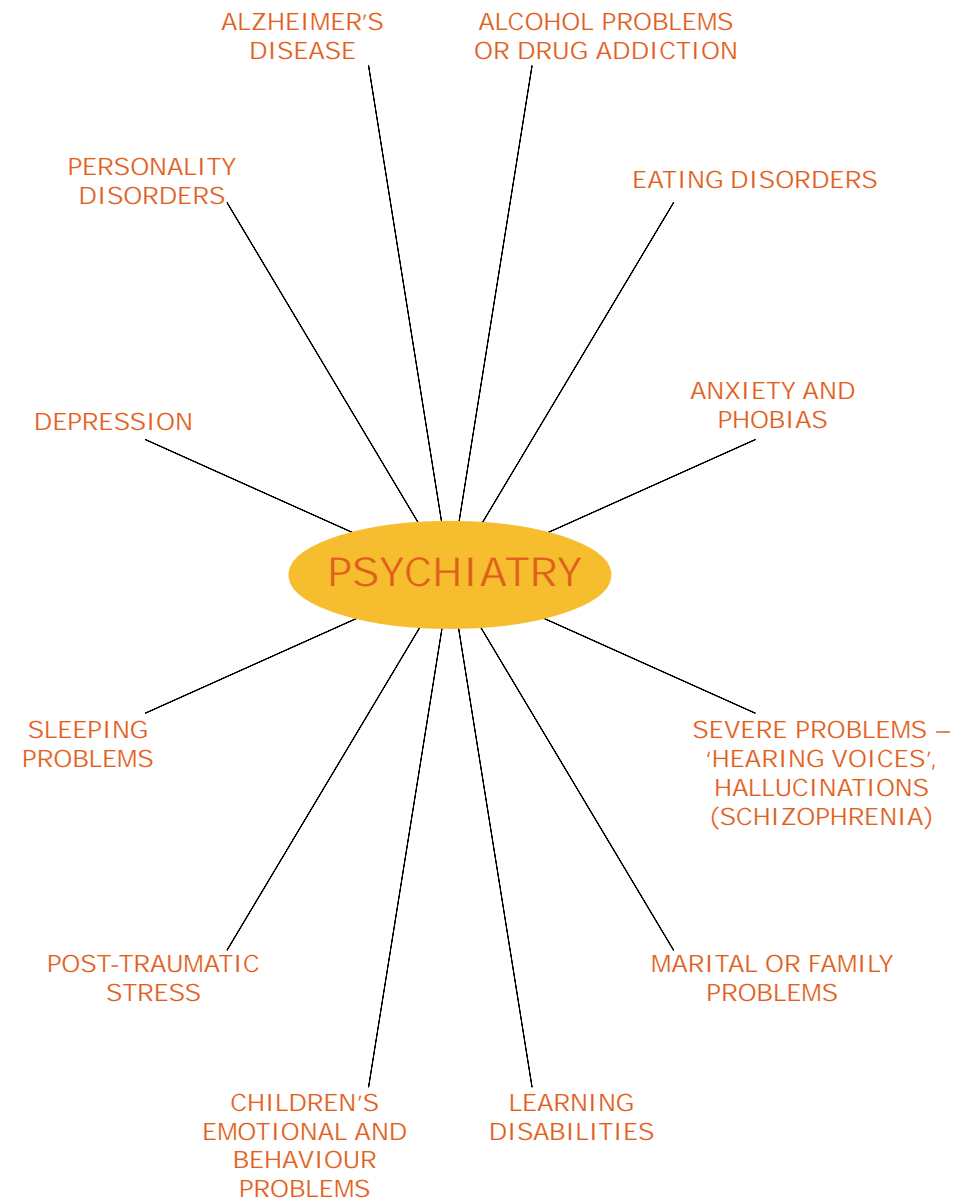 ALZHEIMER'S
DISEASE
ALCOHOL PROBLEMS
OR DRUG ADDICTION
PERSONALITY
DISORDERS
EATING DISORDERS
DEPRESSION
ANXIETY AND
PHOBIAS
PSYCHIATRY
SLEEPING
PROBLEMS
SEVERE PROBLEMS –
‘HEARING VOICES’,
HALLUCINATIONS
(SCHIZOPHRENIA)
POST-TRAUMATIC
STRESS
MARITAL OR FAMILY
PROBLEMS
CHILDREN’S
EMOTIONAL AND
BEHAVIOUR
PROBLEMS
LEARNING
DISABILITIES